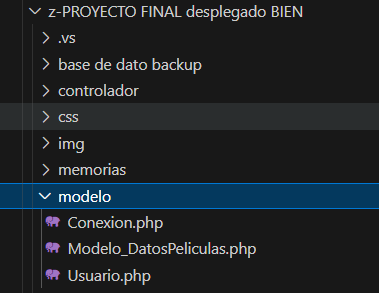 z-PROYECTO FINAL desplegado BIEN
.vs
base de dato backup
controlador
css
img
memorias
modelo
Conexion.php
Modelo_DatosPeliculas.php
Usuario.php